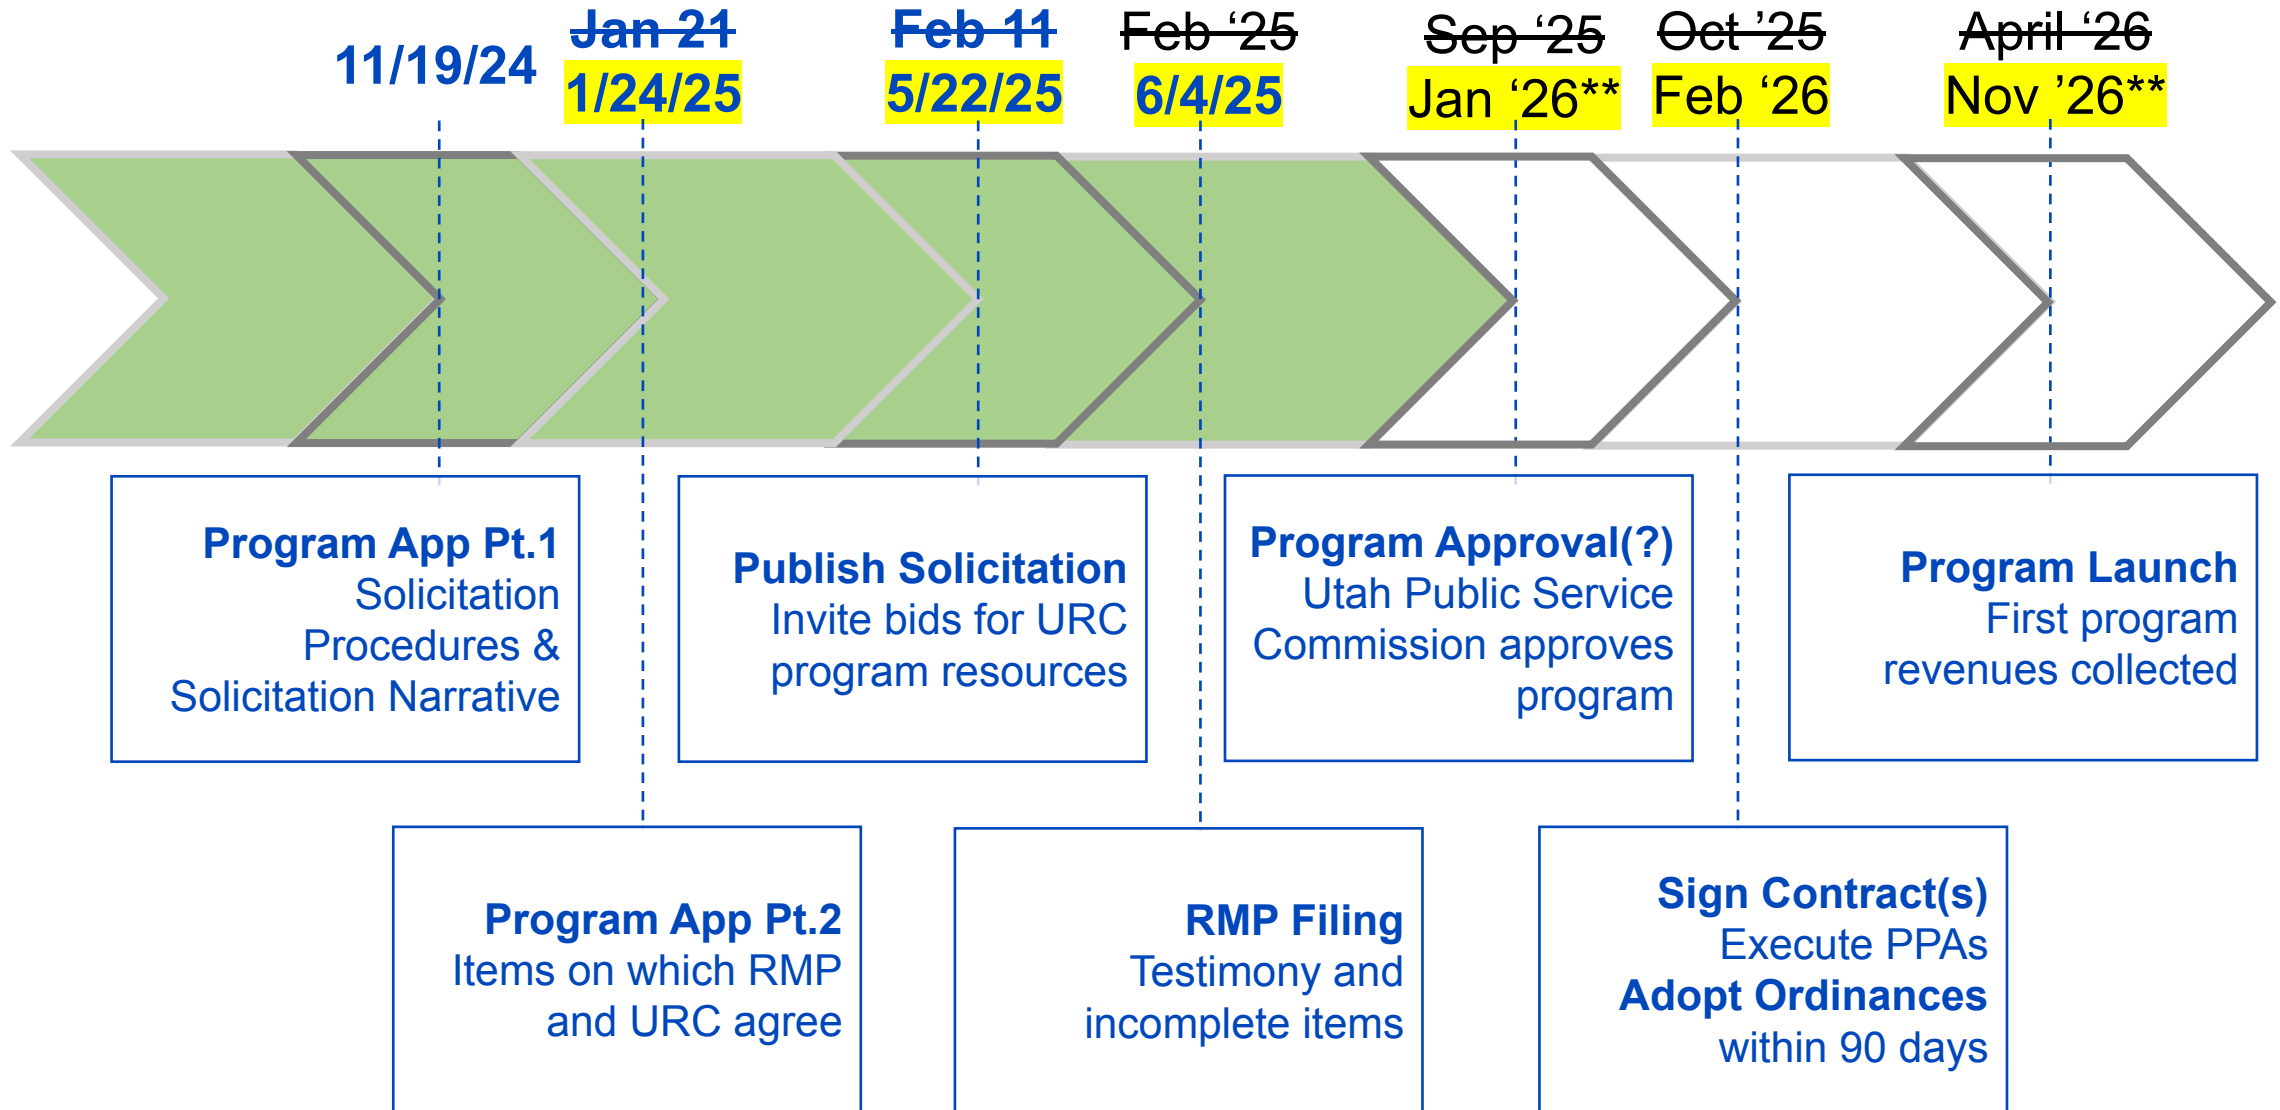 11/19/24
Jan 21
1/24/25
Feb 11
5/22/25
Feb ‘25
6/4/25
Sep ‘25
Jan ‘26**
Oct ’25
Feb ‘26
April ‘26
Nov ’26**
Program App Pt.1
Solicitation
Procedures &
Solicitation Narrative
Publish Solicitation
Invite bids for URC
program resources
Program Approval(?)
Utah Public Service
Commission approves
program
Program Launch
First program
revenues collected
Program App Pt.2
Items on which RMP
and URC agree
RMP Filing
Testimony and
incomplete items
Sign Contract(s)
Execute PPAs
Adopt Ordinances
within 90 days